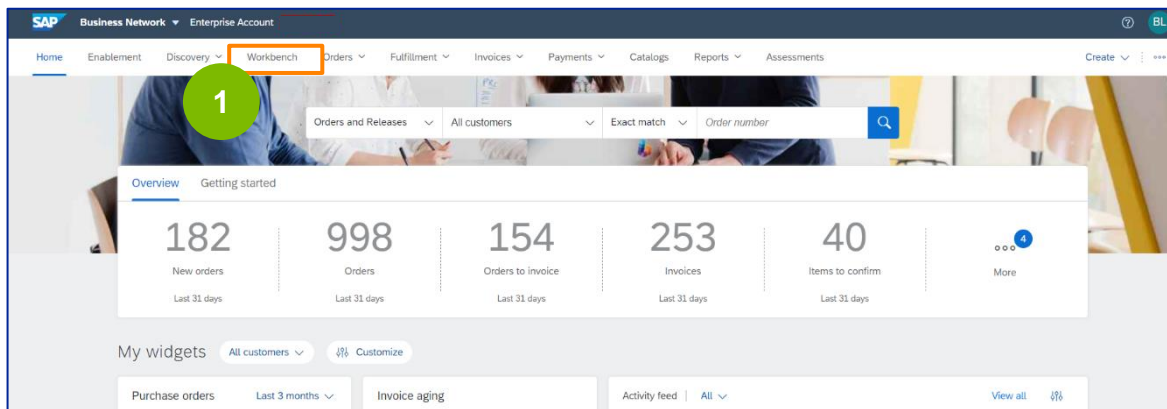 SAP Business Network Enterprise Account BL
Home Enablement Discovery Workbench Orders Fulfillment Invoices Payments Catalogs Reports Assessments Create
1
Orders and Releases All customers Exact match Order number
Overview Getting started
182 998 154 253 40 4
New orders Orders Orders to invoice Invoices Items to confirm More
Last 31 days Last 31 days Last 31 days Last 31 days Last 31 days
My widgets All customers Customize
Purchase orders Last 3 months Invoice aging Activity feed All View all